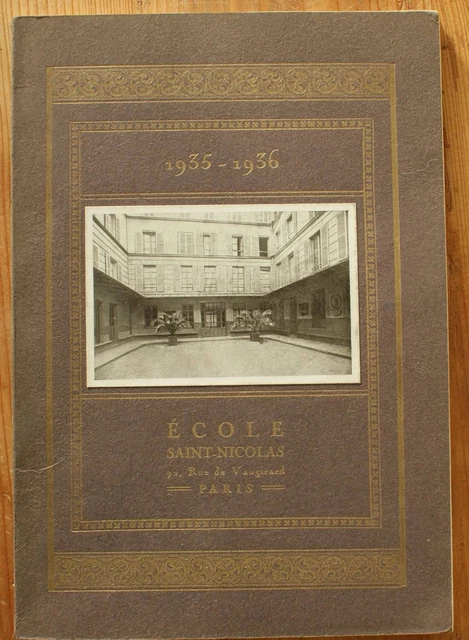 1935-1936
ÉCOLE
SAINT-NICOLAS
92, Rue de Vaugirard
PARIS